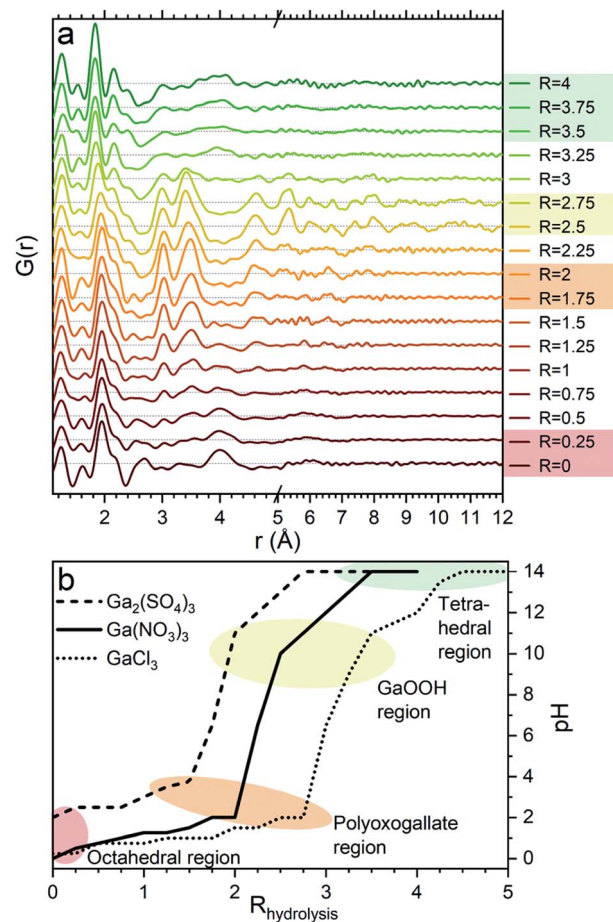 a
R=4
R=3.75
R=3.5
R=3.25
R=3
R=2.75
R=2.5
R=2.25
R=2
R=1.75
R=1.5
R=1.25
R=1
R=0.75
R=0.5
R=0.25
R=0
G(r)
2 3 4 5 6 7 8 9 10 11 12
r (Å)
b
Ga₂(SO₄)₃
Ga(NO₃)₃
GaCl₃
Tetra-
hedral
region
GaOOH
region
Polyoxogallate
region
Octahedral region
14
12
10
8
6
4
2
0
pH
0 1 2 3 4 5
R_hydrolysis